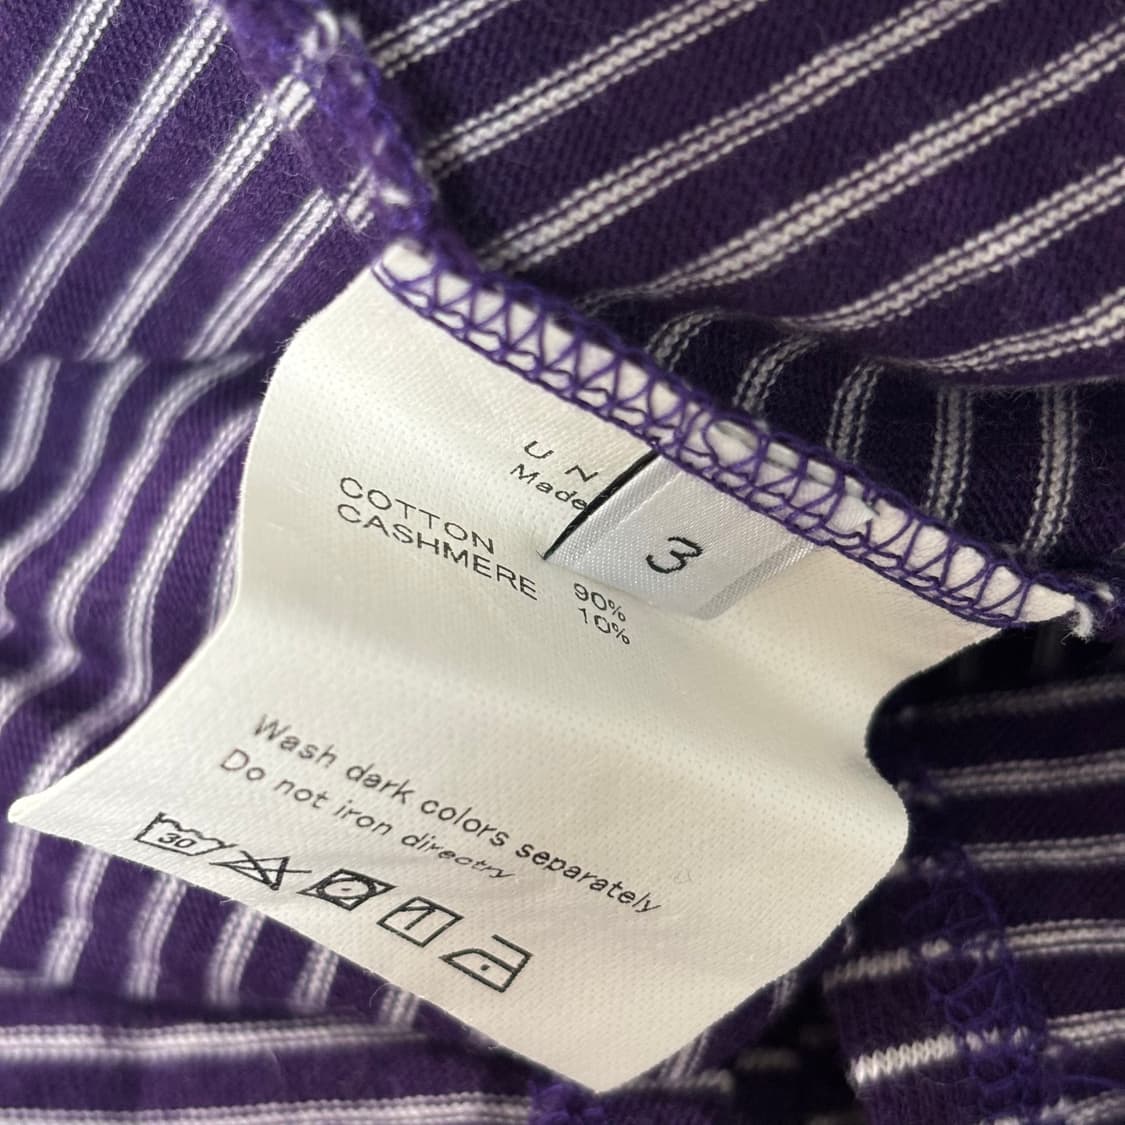 U N
Made
3
COTTON 90%
CASHMERE 10%
Wash dark colors separately
Do not iron directry
30